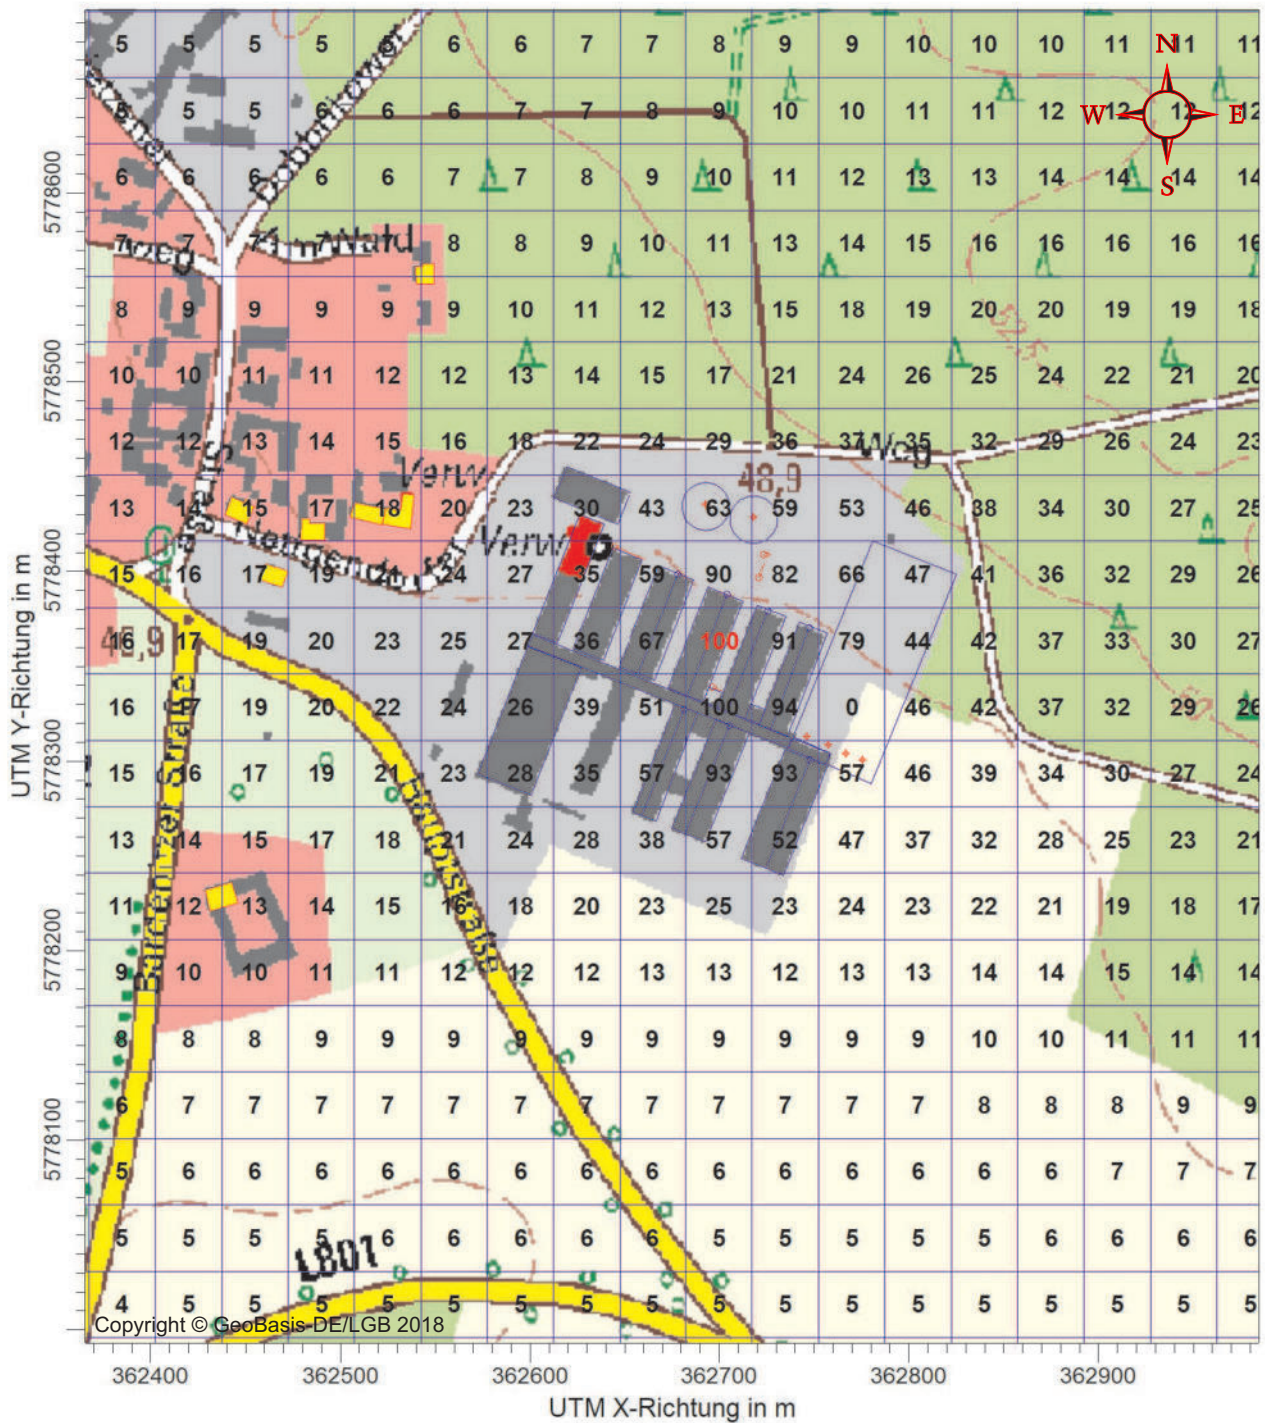 5 5 5 5 5 6 6 7 7 8 9 9 10 10 10 11 11 11
N
5 5 5 6 6 6 7 7 8 9 10 10 11 11 12 12 12 12
W E
S
6 6 6 6 6 7 7 8 9 10 11 12 13 13 14 14 14 14
5778600
7 7 7 7 7 8 8 9 10 11 13 14 15 16 16 16 16 16
weg
Am Wald
8 9 9 9 9 9 10 11 12 13 15 18 19 20 20 19 19 18
52,5
10 10 11 11 12 12 13 14 15 17 21 24 26 25 24 22 21 20
5778500
12 12 13 14 15 16 18 22 24 29 36 37 35 32 29 26 24 23
Weg
Verw
48,9
13 14 15 17 18 20 23 30 43 63 59 53 46 38 34 30 27 25
Verw
5778400
15 16 17 19 21 24 27 35 59 90 82 66 47 41 36 32 29 26
16 17 19 20 23 25 27 36 67 100 91 79 44 42 37 33 30 27
16 17 19 20 22 24 26 39 51 100 94 0 46 42 37 32 29 26
50
5778300
15 16 17 19 21 23 28 35 57 93 93 57 46 39 34 30 27 24
13 14 15 17 18 21 24 28 38 57 52 47 37 32 28 25 23 21
11 12 13 14 15 16 18 20 23 25 23 24 23 22 21 19 18 17
5778200
9 10 10 11 11 12 12 12 13 13 12 13 13 14 14 15 14 14
8 8 8 9 9 9 9 9 9 9 9 9 9 10 10 11 11 11
5778100
6 7 7 7 7 7 7 7 7 7 7 7 7 8 8 8 9 9
5 6 6 6 6 6 6 6 6 6 6 6 6 6 6 7 7 7
5 5 5 5 6 6 6 6 6 5 5 5 5 5 6 6 6 6
L801
4 5 5 5 5 5 5 5 5 5 5 5 5 5 5 5 5 5
Copyright © GeoBasis-DE/LGB 2018
362400 362500 362600 362700 362800 362900
UTM X-Richtung in m
UTM Y-Richtung in m